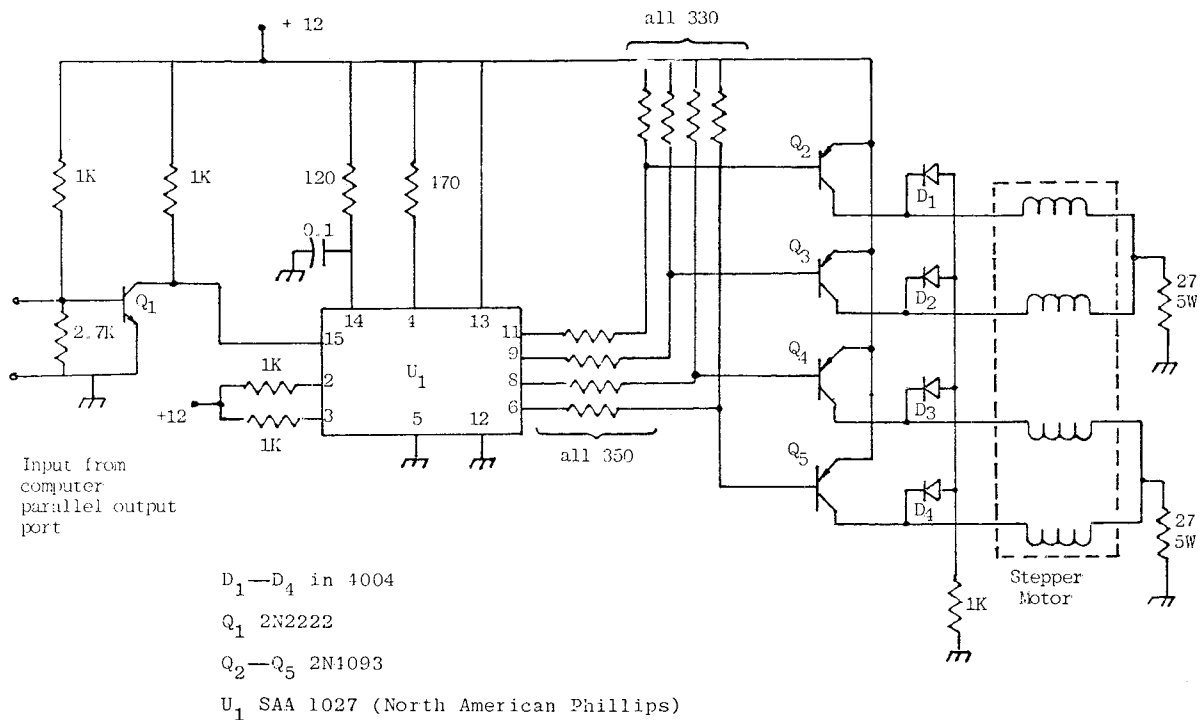 + 12
all 330
1K
1K
120
470
0.1
Q2
D1
Q3
D2
Q4
D3
Q5
D4
27
5W
27
5W
Q1
2.7K
14
4
13
15
11
9
8
6
2
3
U1
5
12
1K
1K
+12
all 350
Input from
computer
parallel output
port
1K
Stepper
Motor
D1—D4 in 4004
Q1 2N2222
Q2—Q5 2N4093
U1 SAA 1027 (North American Phillips)